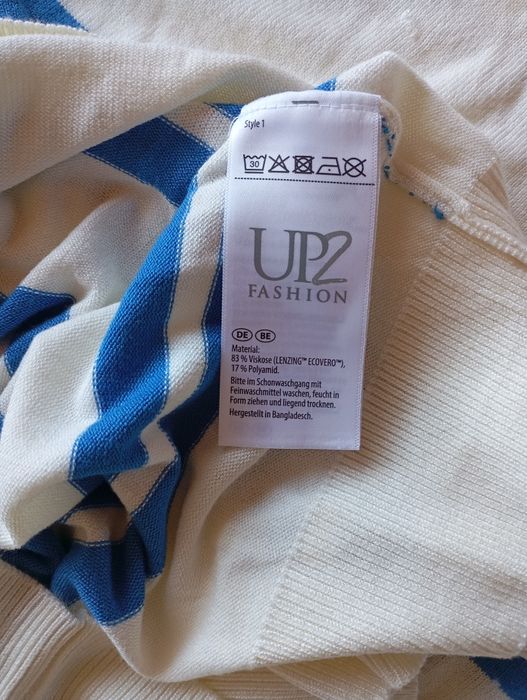 Style 1
30
UP2
FASHION
DE BE
Material:
83 % Viskose (LENZING™ ECOVERO™),
17 % Polyamid.
Bitte im Schonwaschgang mit
Feinwaschmittel waschen, feucht in
Form ziehen und liegend trocknen.
Hergestellt in Bangladesch.